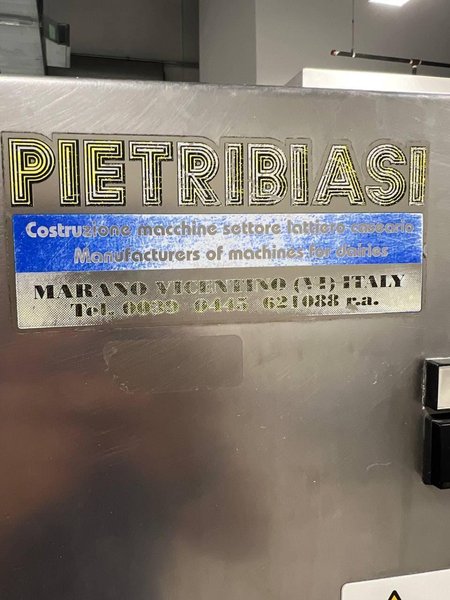 PIETRIBIASI
Costruzione macchine settore lattiero caseario
Manufacturers of machines for dairies
MARANO VICENTINO (VI) ITALY
Tel. 0039 0445 621088 r.a.